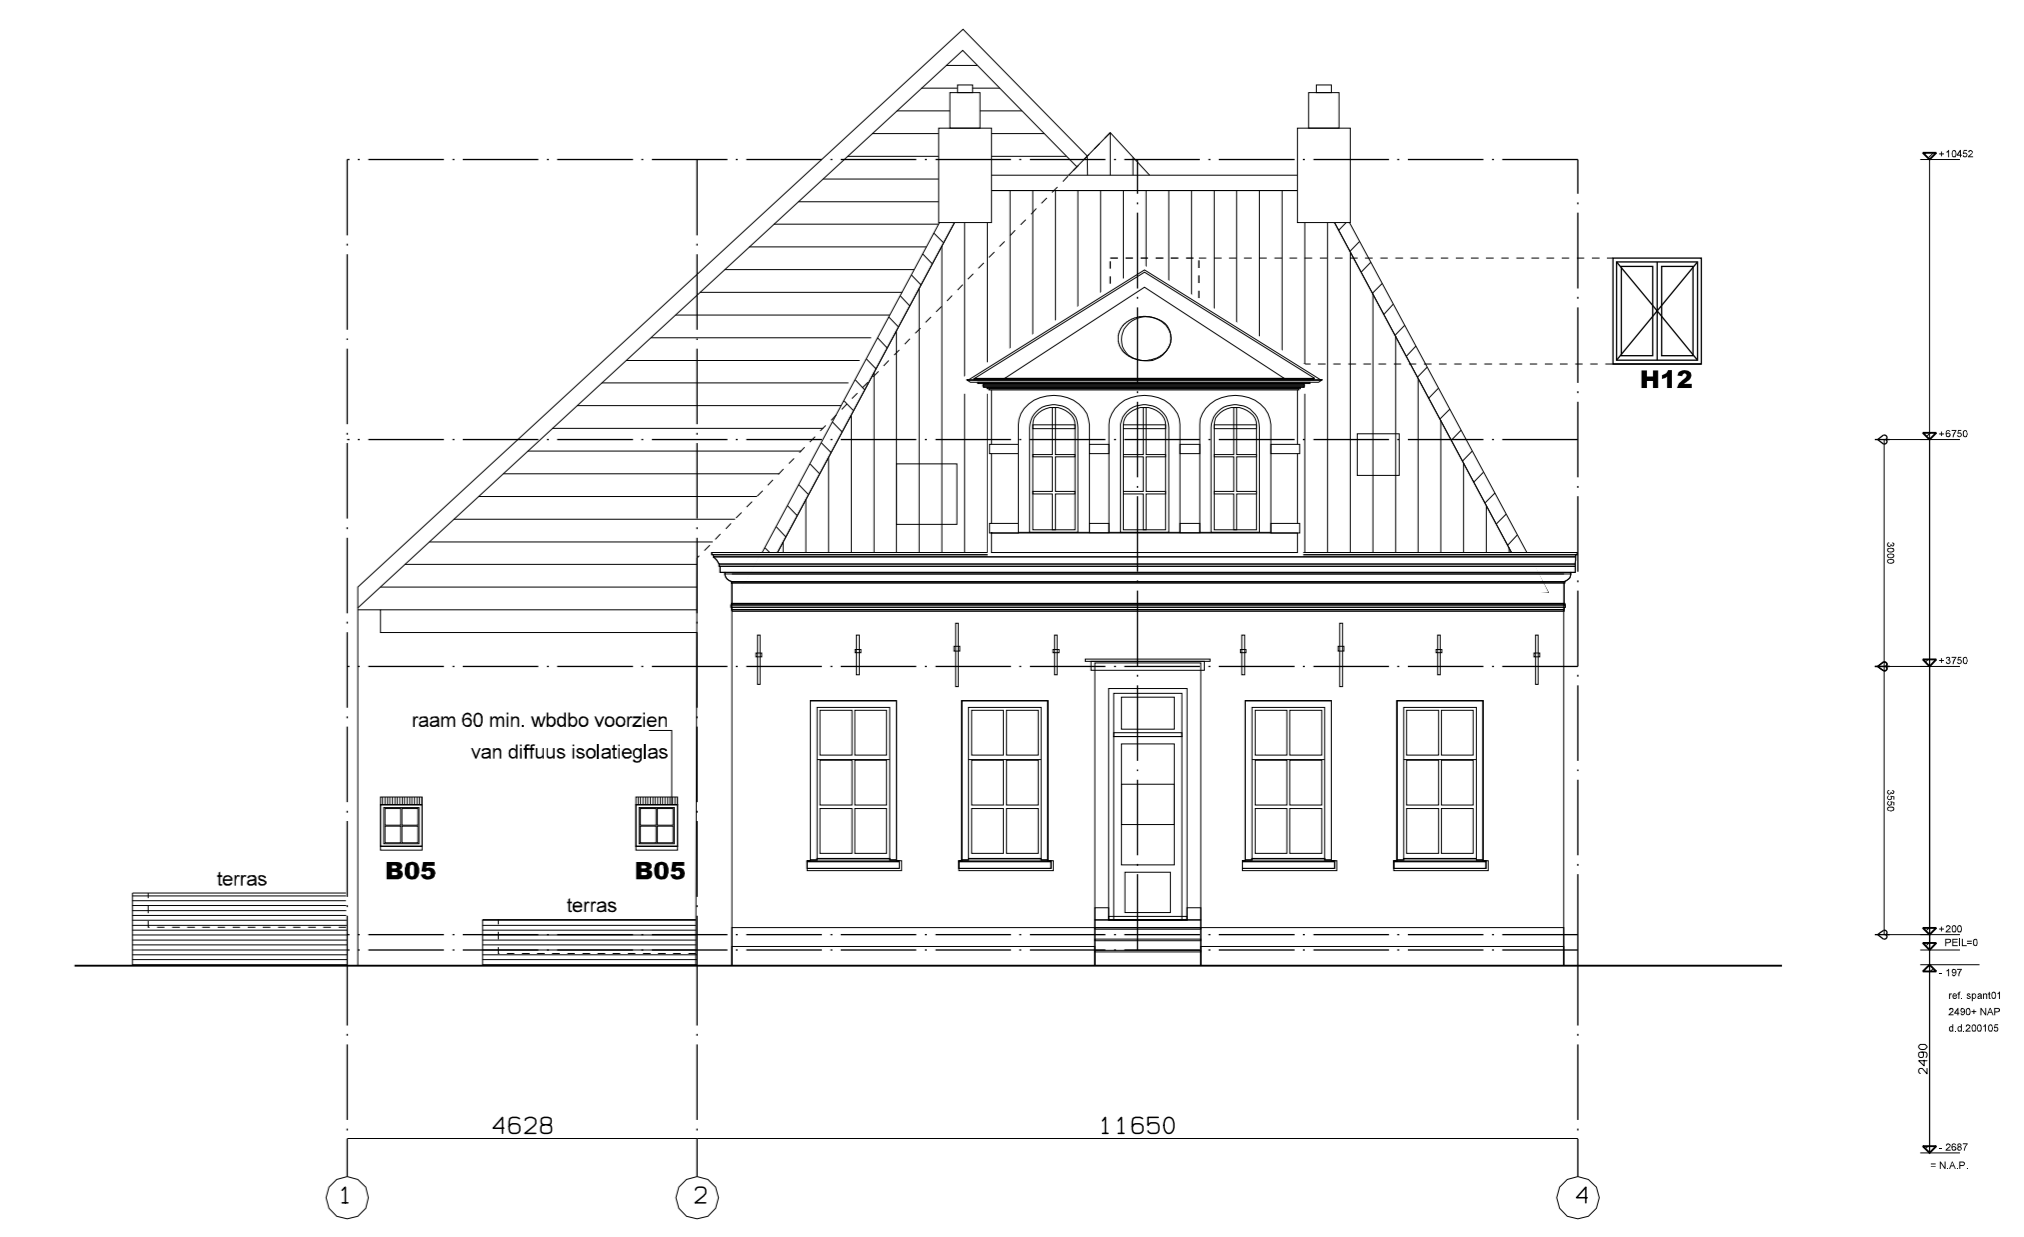 +10452
H12
+6750
3000
+3750
raam 60 min. wbdbo voorzien
van diffuus isolatieglas
3550
B05
B05
terras
terras
+200
PEIL=0
- 197
ref. spant01
2490+ NAP
d.d.200105
2490
4628
11650
- 2687
= N.A.P.
1
2
4